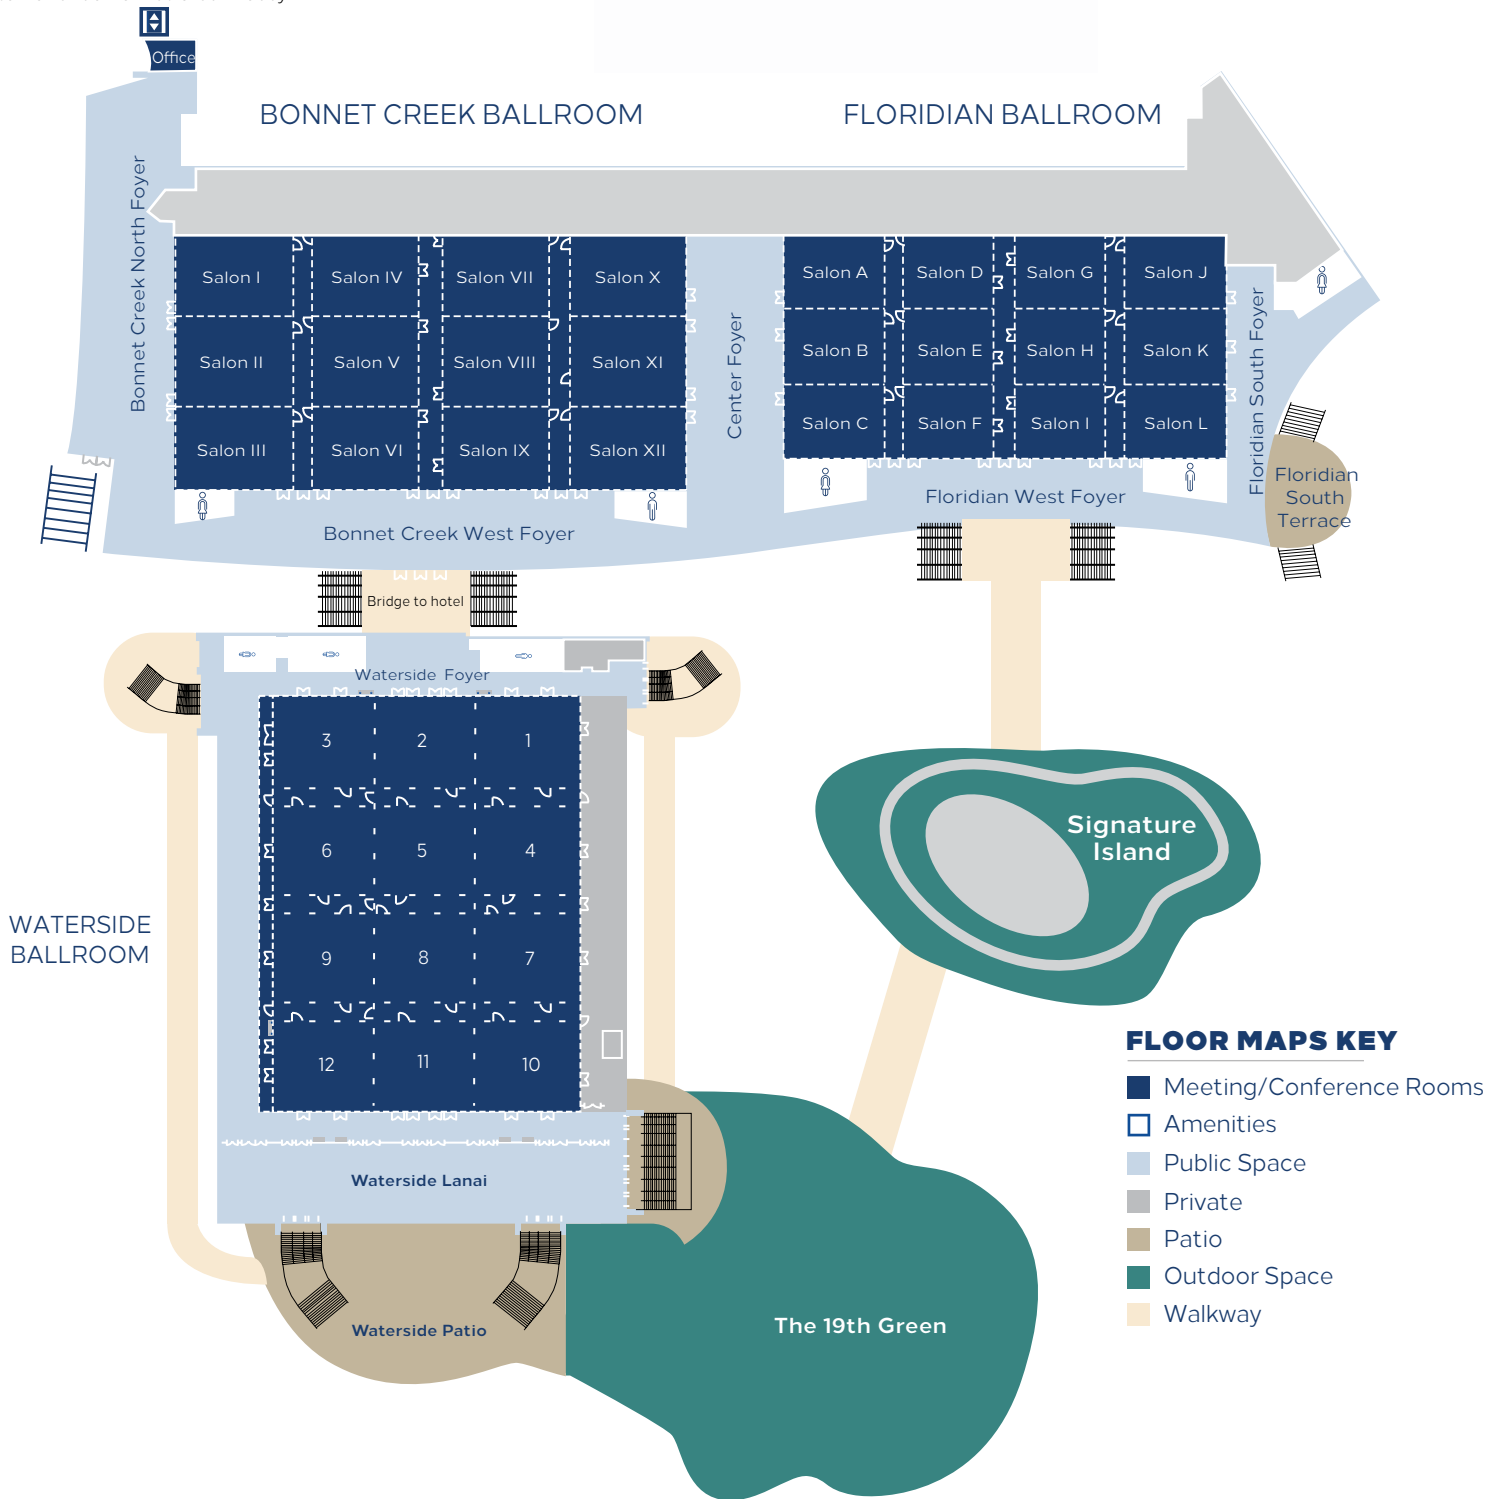 Office
BONNET CREEK BALLROOM
FLORIDIAN BALLROOM
Bonnet Creek North Foyer
Salon I
Salon IV
Salon VII
Salon X
Salon II
Salon V
Salon VIII
Salon XI
Salon III
Salon VI
Salon IX
Salon XII
Center Foyer
Salon A
Salon D
Salon G
Salon J
Salon B
Salon E
Salon H
Salon K
Salon C
Salon F
Salon I
Salon L
Floridian South Foyer
Floridian
South
Terrace
Floridian West Foyer
Bonnet Creek West Foyer
Bridge to hotel
Waterside Foyer
3
2
1
6
5
4
9
8
7
12
11
10
WATERSIDE
BALLROOM
Signature
Island
Waterside Lanai
Waterside Patio
The 19th Green
FLOOR MAPS KEY
Meeting/Conference Rooms
Amenities
Public Space
Private
Patio
Outdoor Space
Walkway